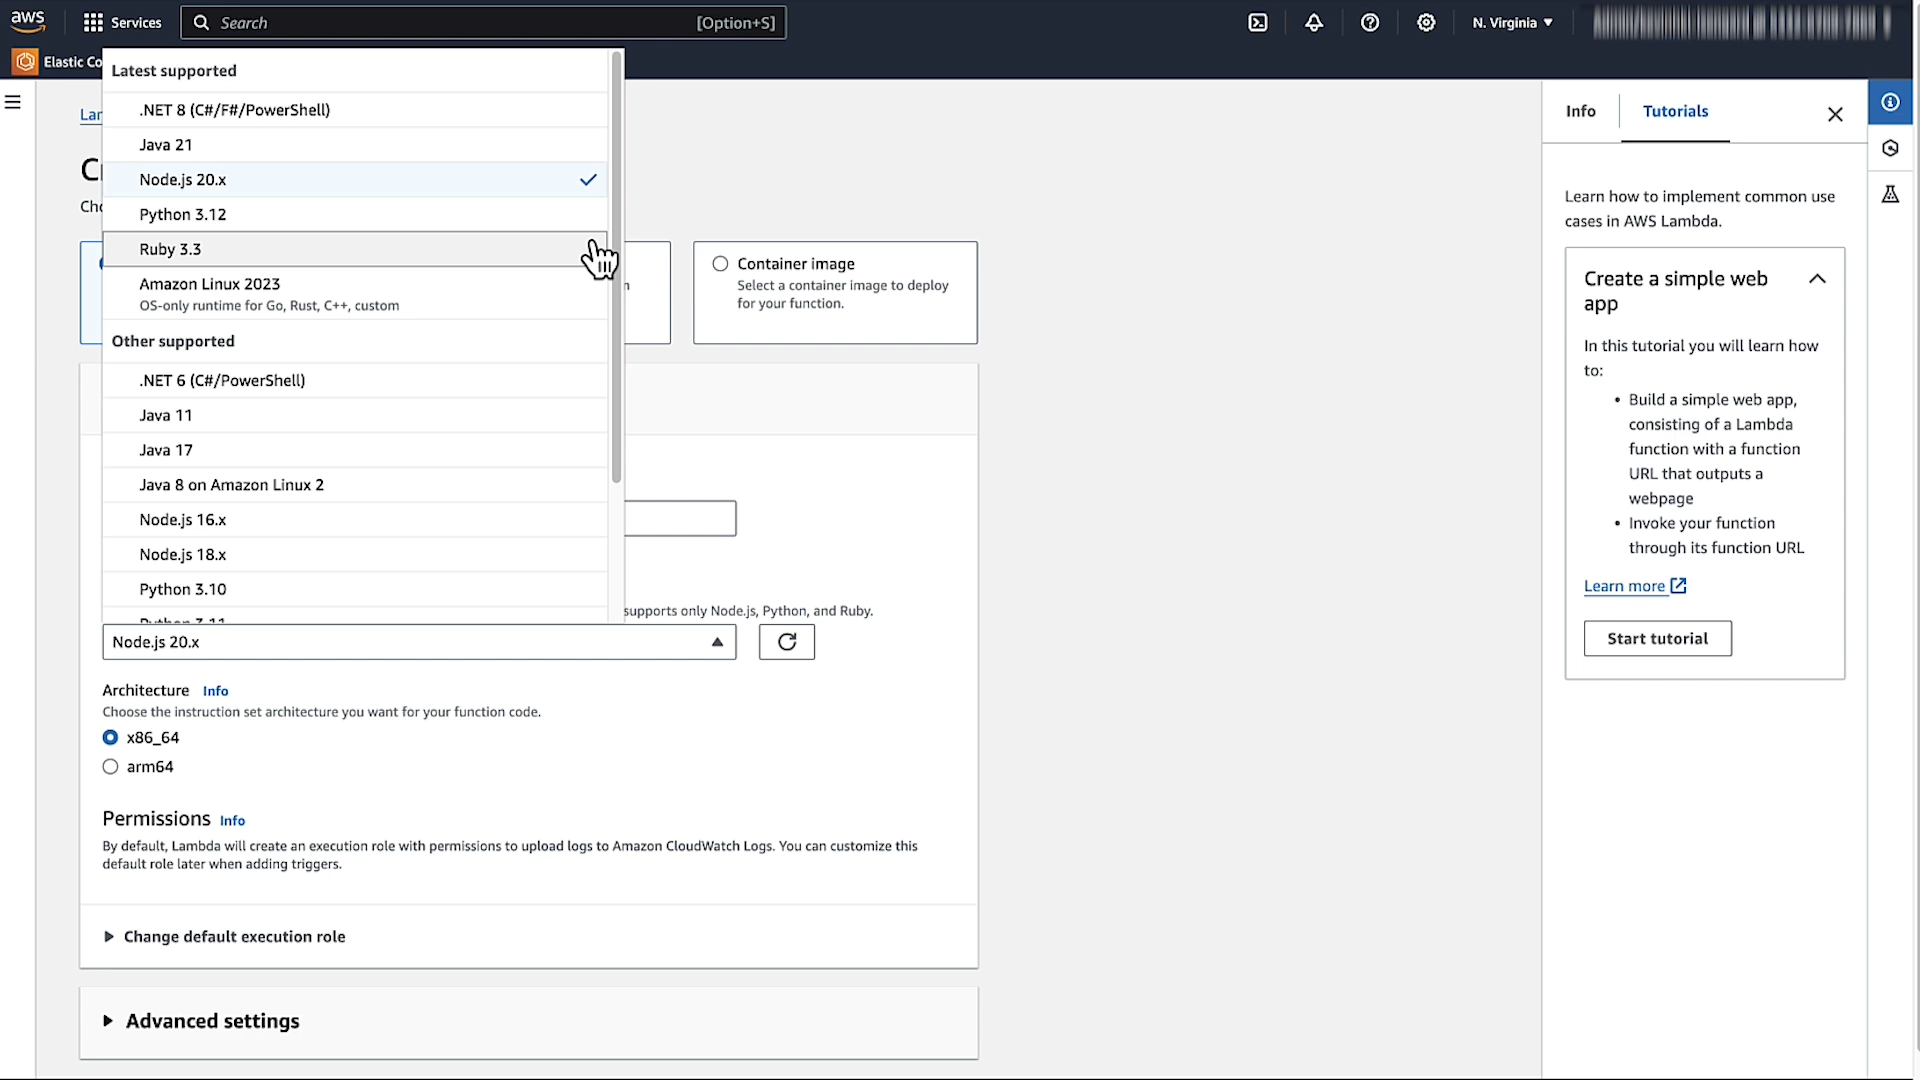 aws
Services
Search
[Option+S]
N. Virginia
Elastic Co
Latest supported
.NET 8 (C#/F#/PowerShell)
Java 21
Node.js 20.x
Python 3.12
Ruby 3.3
Amazon Linux 2023
OS-only runtime for Go, Rust, C++, custom
Other supported
.NET 6 (C#/PowerShell)
Java 11
Java 17
Java 8 on Amazon Linux 2
Node.js 16.x
Node.js 18.x
Python 3.10
Python 3.11
Container image
Select a container image to deploy
for your function.
supports only Node.js, Python, and Ruby.
Node.js 20.x
Architecture Info
Choose the instruction set architecture you want for your function code.
x86_64
arm64
Permissions Info
By default, Lambda will create an execution role with permissions to upload logs to Amazon CloudWatch Logs. You can customize this
default role later when adding triggers.
Change default execution role
Advanced settings
Info
Tutorials
Learn how to implement common use
cases in AWS Lambda.
Create a simple web
app
In this tutorial you will learn how
to:
• Build a simple web app,
consisting of a Lambda
function with a function
URL that outputs a
webpage
• Invoke your function
through its function URL
Learn more
Start tutorial